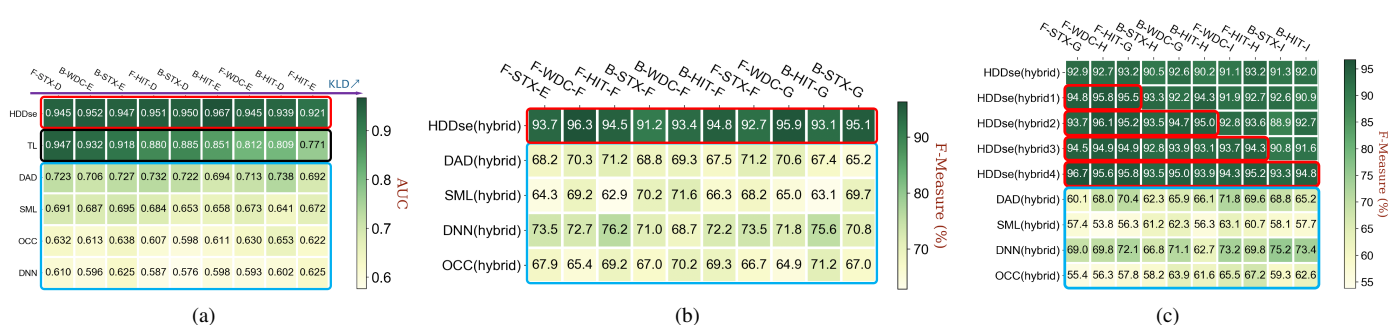 F-STX-D B-WDC-E B-STX-E F-HIT-D B-STX-D B-HIT-E F-WDC-E B-HIT-D F-HIT-E
KLD↗
HDDse 0.945 0.952 0.947 0.951 0.950 0.967 0.945 0.939 0.921
TL 0.947 0.932 0.918 0.880 0.885 0.851 0.812 0.809 0.771
DAD 0.723 0.706 0.727 0.732 0.722 0.694 0.713 0.738 0.692
SML 0.691 0.687 0.695 0.684 0.653 0.658 0.673 0.641 0.672
OCC 0.632 0.613 0.638 0.607 0.598 0.611 0.630 0.653 0.622
DNN 0.610 0.596 0.625 0.587 0.576 0.598 0.593 0.602 0.625
0.9
0.8
0.7
0.6
AUC
(a)
F-STX-E F-WDC-F F-HIT-F B-STX-F B-WDC-F B-HIT-F F-STX-F F-WDC-G B-HIT-G B-STX-G
HDDse(hybrid) 93.7 96.3 94.5 91.2 93.4 94.8 92.7 95.9 93.1 95.1
DAD(hybrid) 68.2 70.3 71.2 68.8 69.3 67.5 71.2 70.6 67.4 65.2
SML(hybrid) 64.3 69.2 62.9 70.2 71.6 66.3 68.2 65.0 63.1 69.7
DNN(hybrid) 73.5 72.7 76.2 71.0 68.7 72.2 73.5 71.8 75.6 70.8
OCC(hybrid) 67.9 65.4 69.2 67.0 70.2 69.3 66.7 64.9 71.2 67.0
90
80
70
F-Measure (%)
(b)
F-STX-G F-WDC-H F-HIT-G B-STX-H B-WDC-G B-HIT-H F-WDC-I F-HIT-H B-STX-I B-HIT-I
HDDse(hybrid) 92.9 92.7 93.2 90.5 92.6 90.2 91.1 93.2 91.3 92.0
HDDse(hybrid1) 94.8 95.8 95.5 93.3 92.2 94.3 91.9 92.7 92.6 90.9
HDDse(hybrid2) 93.7 96.1 95.2 93.5 94.7 95.0 92.8 93.6 88.9 92.7
HDDse(hybrid3) 94.5 94.9 94.9 92.8 93.9 93.1 93.7 94.3 90.8 91.6
HDDse(hybrid4) 96.7 95.6 95.8 93.5 95.0 93.9 94.3 95.2 93.3 94.8
DAD(hybrid) 60.1 68.0 70.4 62.3 65.9 66.1 71.8 69.6 68.8 65.2
SML(hybrid) 57.4 53.8 56.3 61.2 62.3 56.4 63.1 60.7 58.1 57.7
DNN(hybrid) 69.0 69.8 72.1 66.8 71.1 62.7 73.2 69.8 75.2 73.4
OCC(hybrid) 55.4 56.3 57.8 58.2 63.9 61.6 65.5 67.2 59.3 62.6
95
90
85
80
75
70
65
60
55
F-Measure (%)
(c)